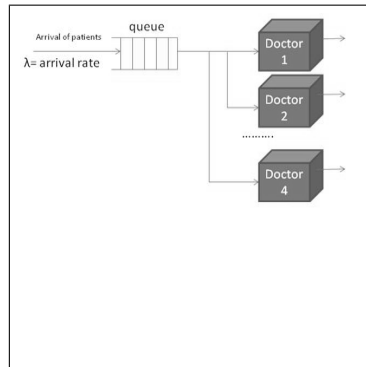 queue
Arrival of patients
λ= arrival rate
Doctor
1
Doctor
2
..........
Doctor
4